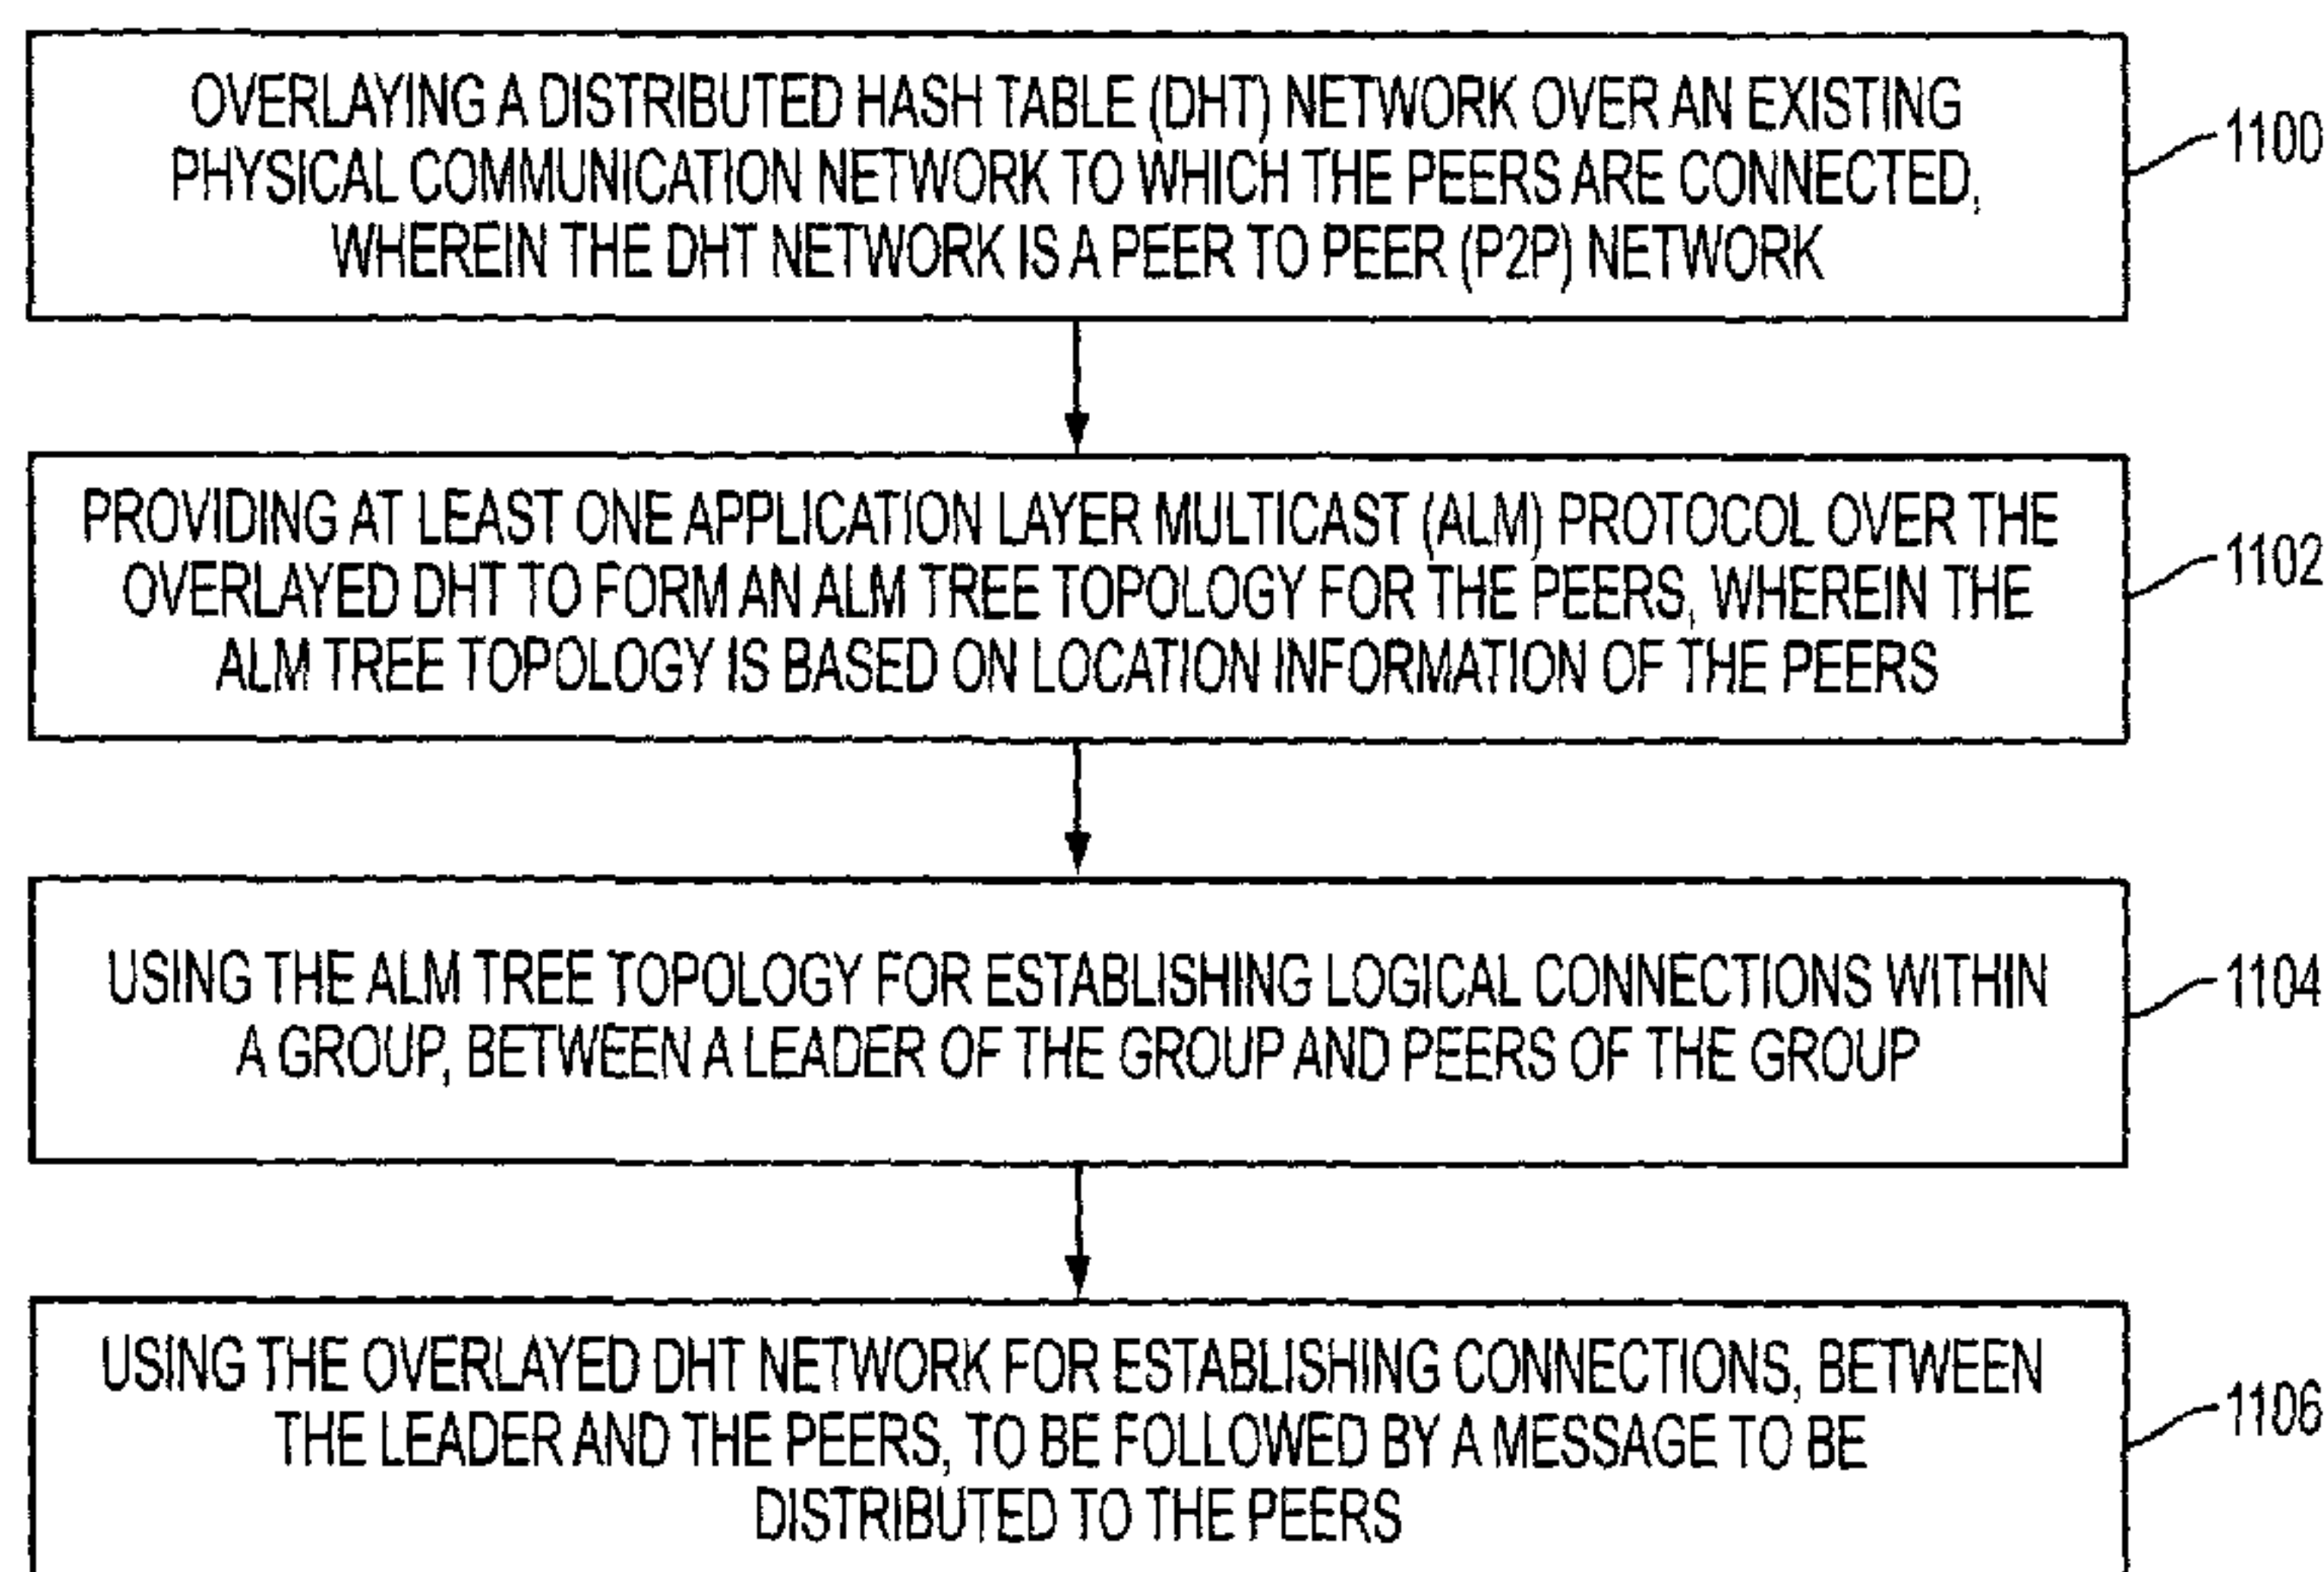 OVERLAYING A DISTRIBUTED HASH TABLE (DHT) NETWORK OVER AN EXISTING
PHYSICAL COMMUNICATION NETWORK TO WHICH THE PEERS ARE CONNECTED,
WHEREIN THE DHT NETWORK IS A PEER TO PEER (P2P) NETWORK
1100
PROVIDING AT LEAST ONE APPLICATION LAYER MULTICAST (ALM) PROTOCOL OVER THE
OVERLAYED DHT TO FORM AN ALM TREE TOPOLOGY FOR THE PEERS, WHEREIN THE
ALM TREE TOPOLOGY IS BASED ON LOCATION INFORMATION OF THE PEERS
1102
USING THE ALM TREE TOPOLOGY FOR ESTABLISHING LOGICAL CONNECTIONS WITHIN
A GROUP, BETWEEN A LEADER OF THE GROUP AND PEERS OF THE GROUP
1104
USING THE OVERLAYED DHT NETWORK FOR ESTABLISHING CONNECTIONS, BETWEEN
THE LEADER AND THE PEERS, TO BE FOLLOWED BY A MESSAGE TO BE
DISTRIBUTED TO THE PEERS
1106